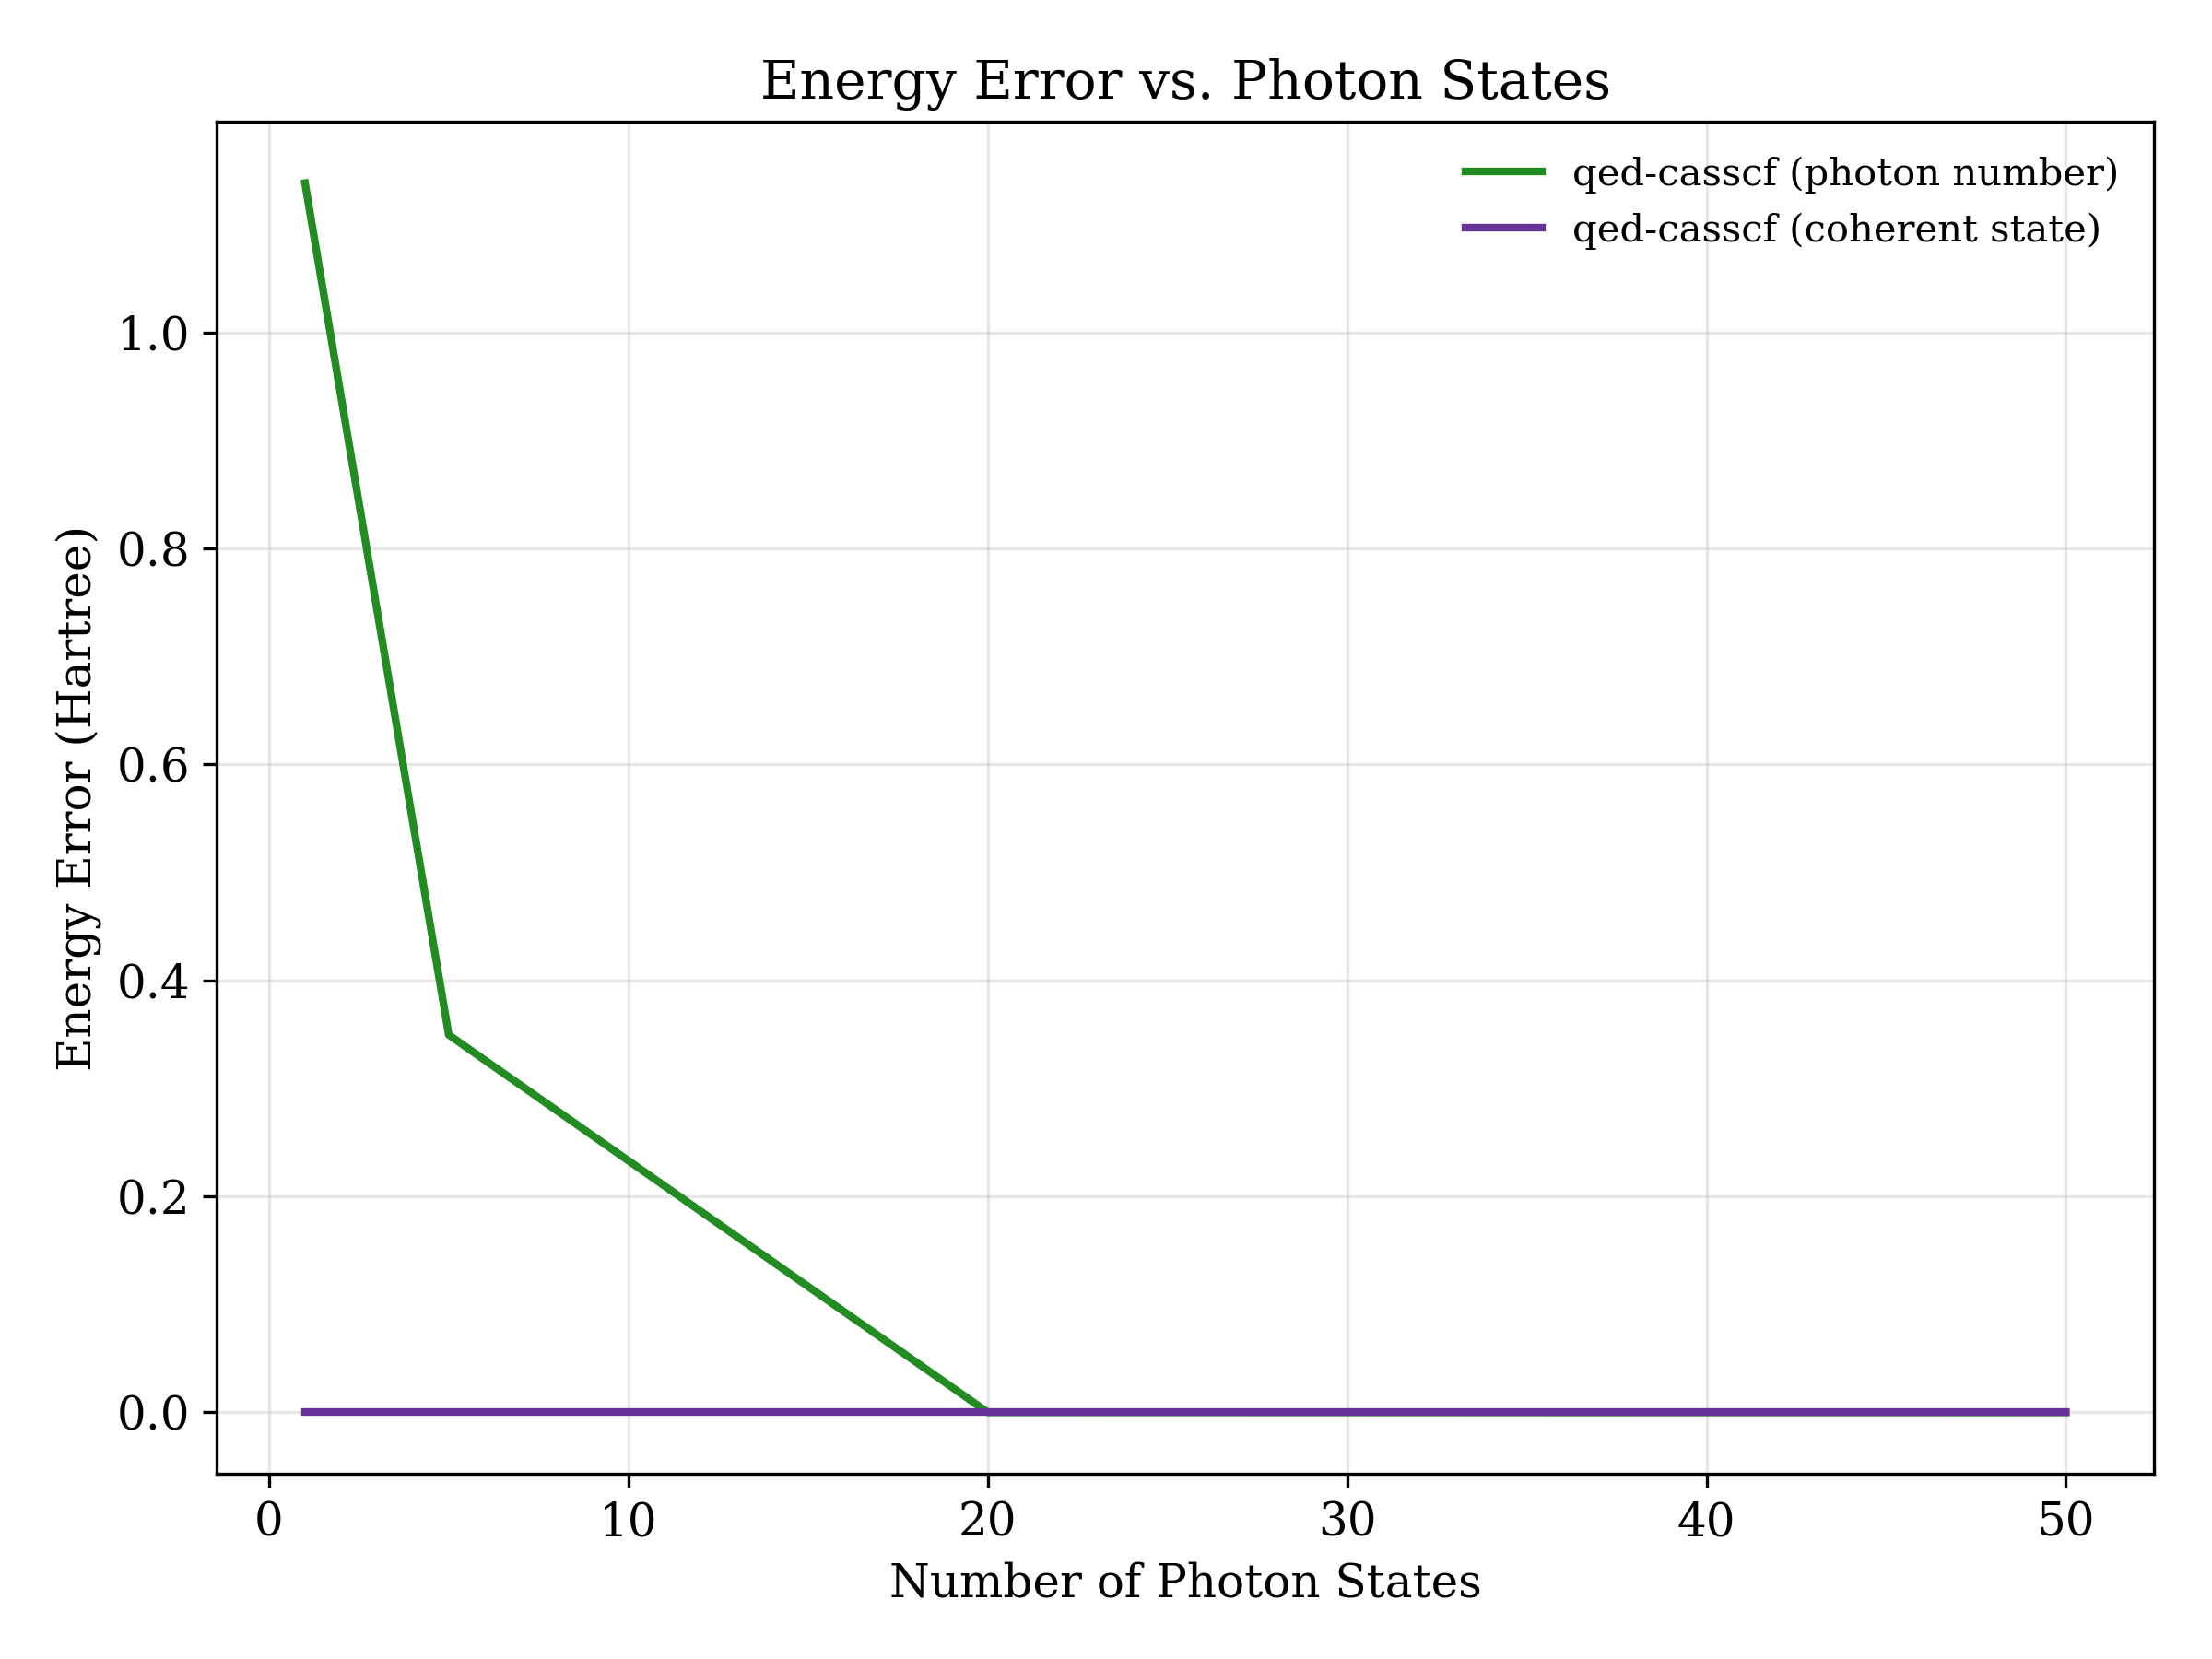 Energy Error vs. Photon States
qed-casscf (photon number)
qed-casscf (coherent state)
Energy Error (Hartree)
1.0
0.8
0.6
0.4
0.2
0.0
0 10 20 30 40 50
Number of Photon States